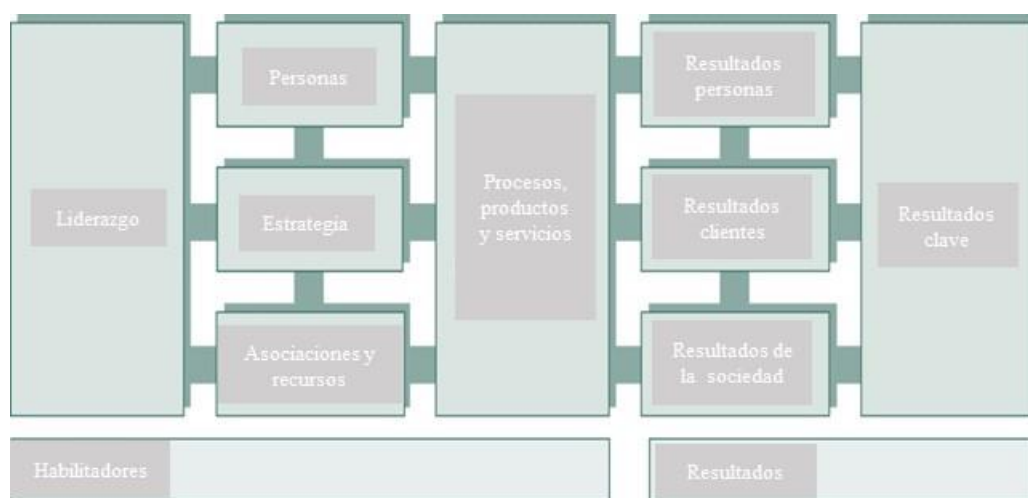 Liderazgo
Personas
Estrategia
Asociaciones y
recursos
Procesos,
productos
y servicios
Resultados
personas
Resultados
clientes
Resultados de
la sociedad
Resultados
clave
Habilitadores
Resultados